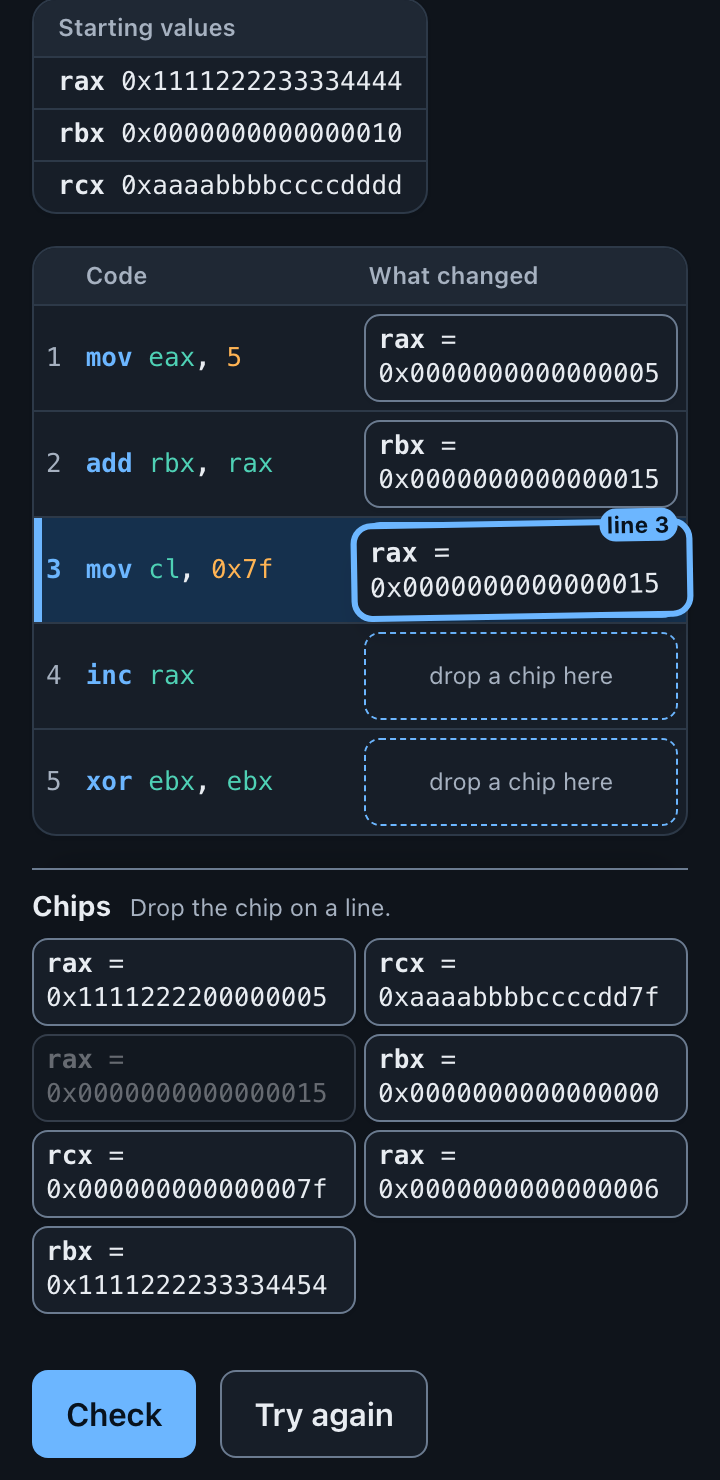 Starting values
rax 0x1111222233334444
rbx 0x0000000000000010
rcx 0xaaaabbbbccccdddd
Code What changed
1 mov eax, 5
rax =
0x0000000000000005
2 add rbx, rax
rbx =
0x0000000000000015
line 3
3 mov cl, 0x7f
rax =
0x0000000000000015
4 inc rax
drop a chip here
5 xor ebx, ebx
drop a chip here
Chips Drop the chip on a line.
rax =
0x1111222200000005
rcx =
0xaaaabbbbccccdd7f
rax =
0x0000000000000015
rbx =
0x0000000000000000
rcx =
0x000000000000007f
rax =
0x0000000000000006
rbx =
0x1111222233334454
Check
Try again